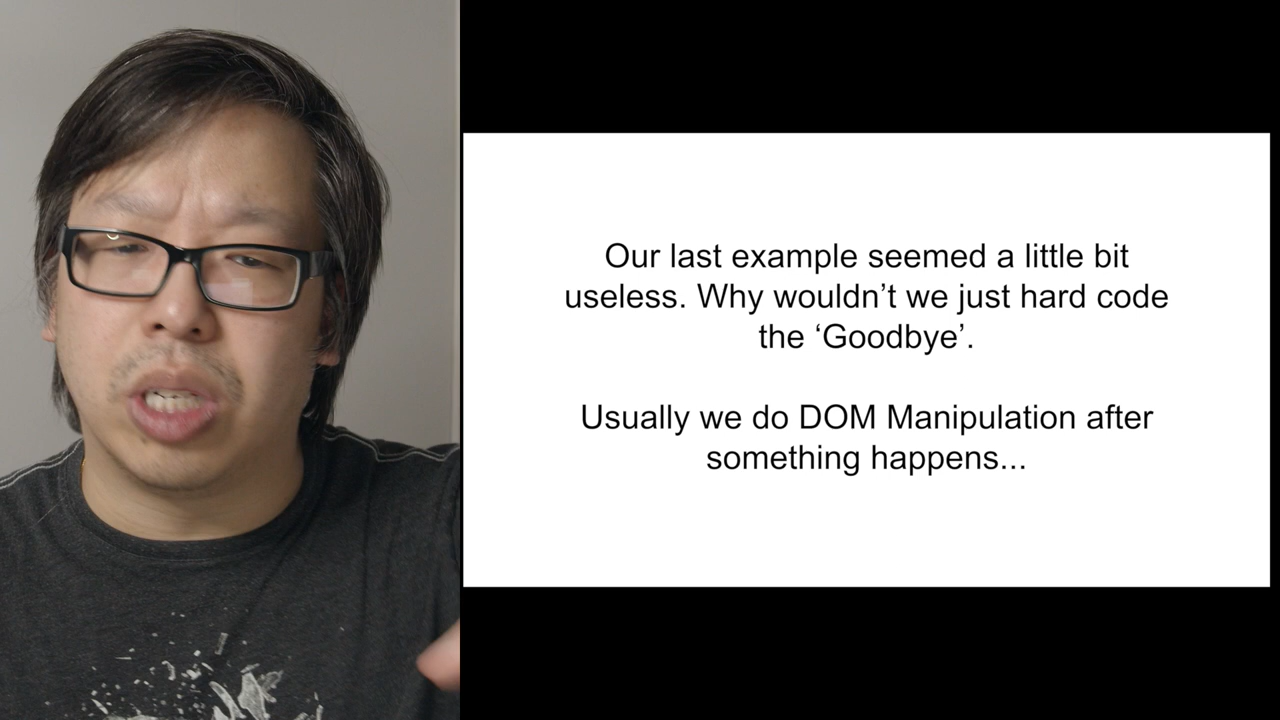 Our last example seemed a little bit
useless. Why wouldn’t we just hard code
the ‘Goodbye’.
Usually we do DOM Manipulation after
something happens...